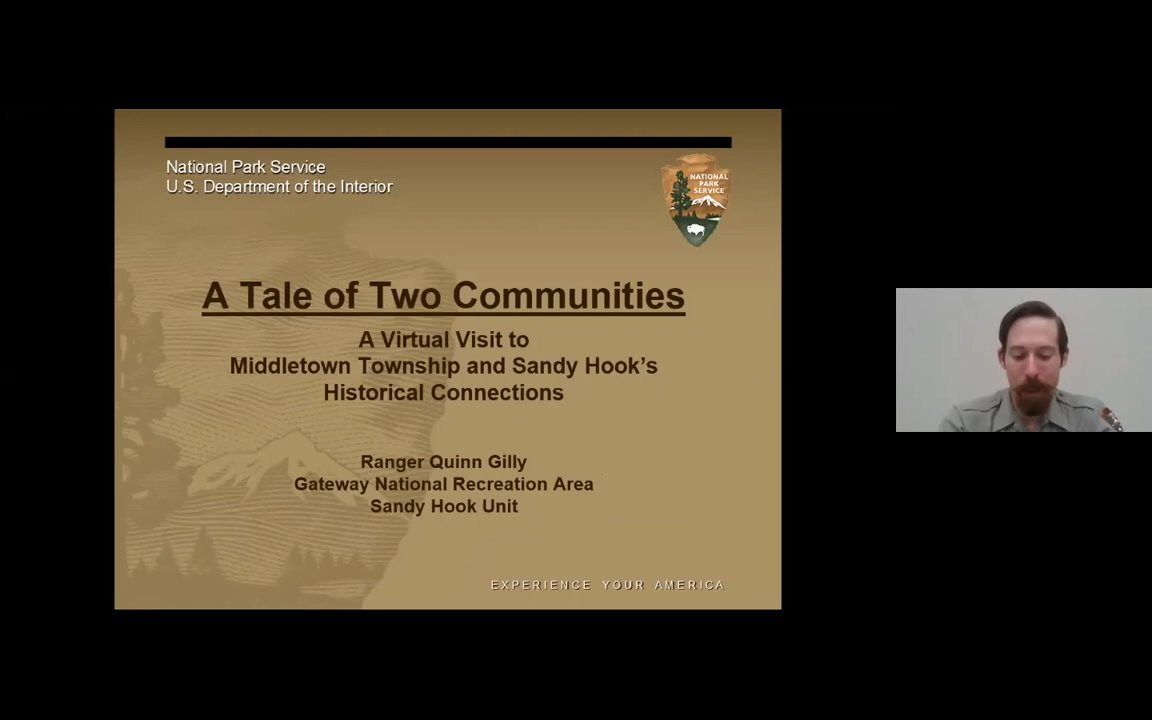 National Park Service
U.S. Department of the Interior
NATIONAL
PARK
SERVICE
A Tale of Two Communities
A Virtual Visit to
Middletown Township and Sandy Hook’s
Historical Connections
Ranger Quinn Gilly
Gateway National Recreation Area
Sandy Hook Unit
EXPERIENCE YOUR AMERICA